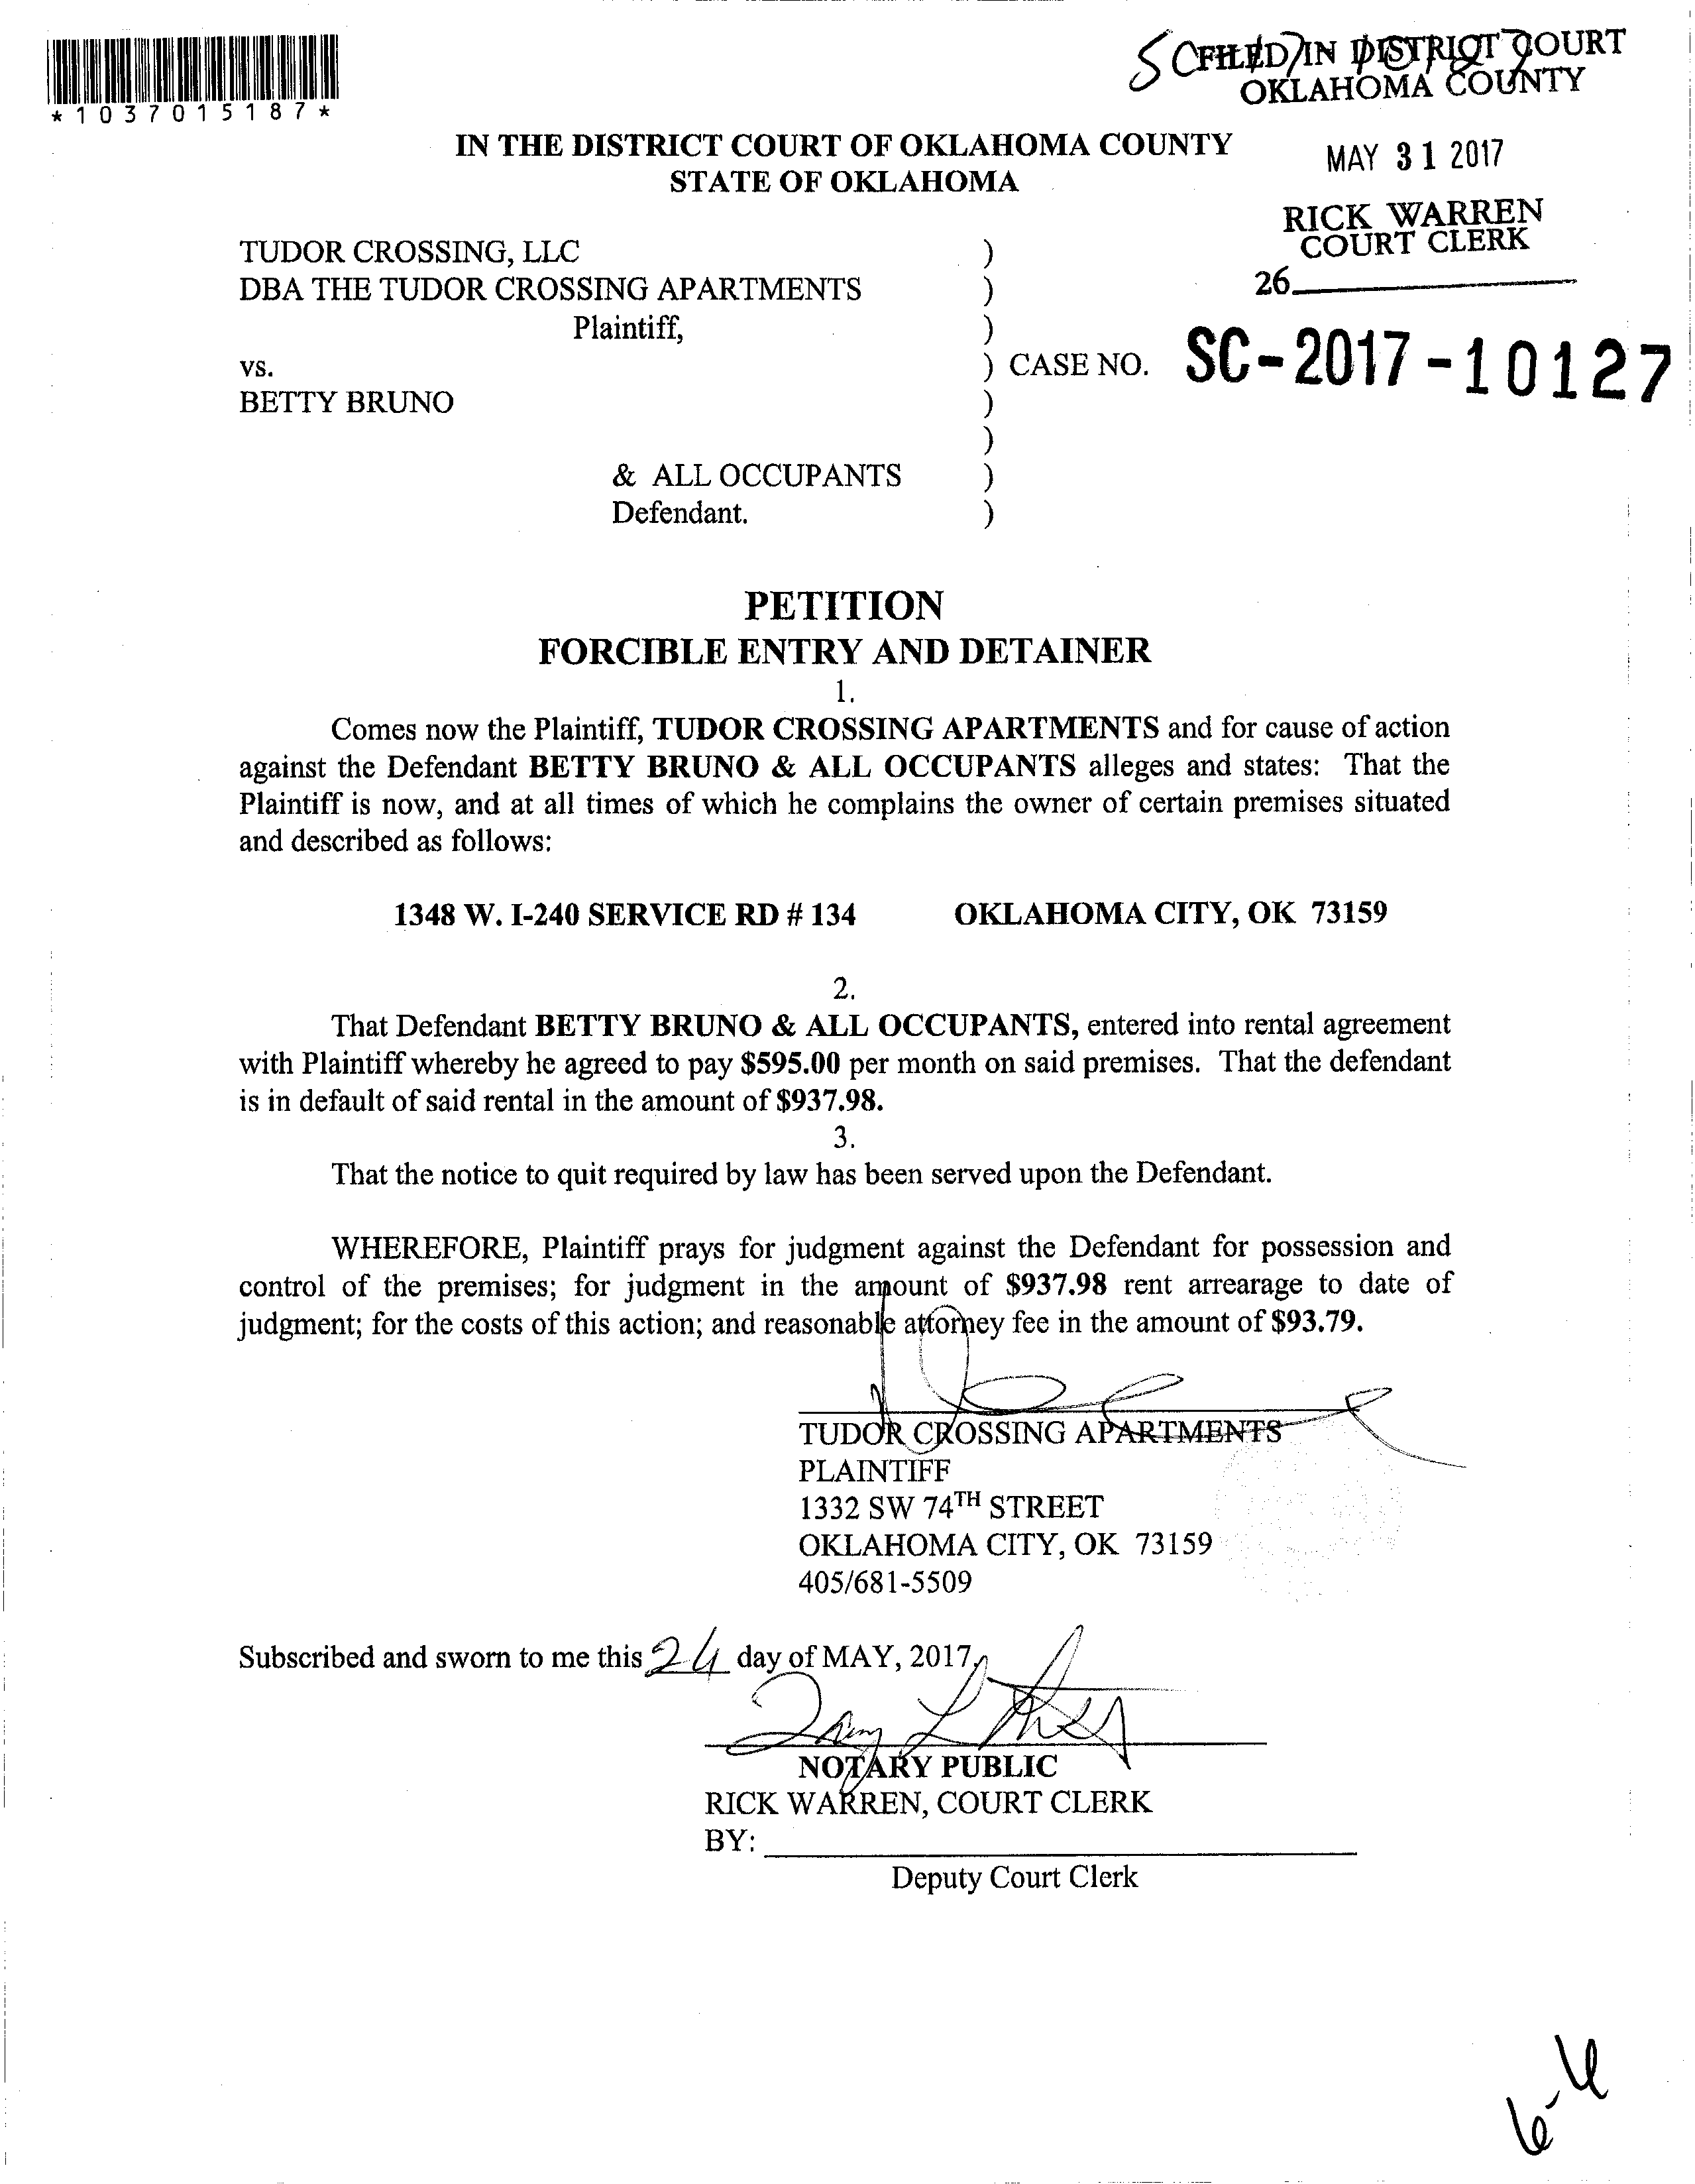 FILED IN DISTRICT COURT
OKLAHOMA COUNTY
*1037015187*
IN THE DISTRICT COURT OF OKLAHOMA COUNTY
STATE OF OKLAHOMA
MAY 31 2017
RICK WARREN
COURT CLERK
26
TUDOR CROSSING, LLC )
DBA THE TUDOR CROSSING APARTMENTS )
Plaintiff, )
vs. ) CASE NO. SC-2017-10127
BETTY BRUNO )
)
& ALL OCCUPANTS )
Defendant. )
PETITION
FORCIBLE ENTRY AND DETAINER
1.
Comes now the Plaintiff, TUDOR CROSSING APARTMENTS and for cause of action
against the Defendant BETTY BRUNO & ALL OCCUPANTS alleges and states: That the
Plaintiff is now, and at all times of which he complains the owner of certain premises situated
and described as follows:
1348 W. I-240 SERVICE RD # 134 OKLAHOMA CITY, OK 73159
2.
That Defendant BETTY BRUNO & ALL OCCUPANTS, entered into rental agreement
with Plaintiff whereby he agreed to pay $595.00 per month on said premises. That the defendant
is in default of said rental in the amount of $937.98.
3.
That the notice to quit required by law has been served upon the Defendant.
WHEREFORE, Plaintiff prays for judgment against the Defendant for possession and
control of the premises; for judgment in the amount of $937.98 rent arrearage to date of
judgment; for the costs of this action; and reasonable attorney fee in the amount of $93.79.
TUDOR CROSSING APARTMENTS
PLAINTIFF
1332 SW 74TH STREET
OKLAHOMA CITY, OK 73159
405/681-5509
Subscribed and sworn to me this 24 day of MAY, 2017.
NOTARY PUBLIC
RICK WARREN, COURT CLERK
BY:
Deputy Court Clerk